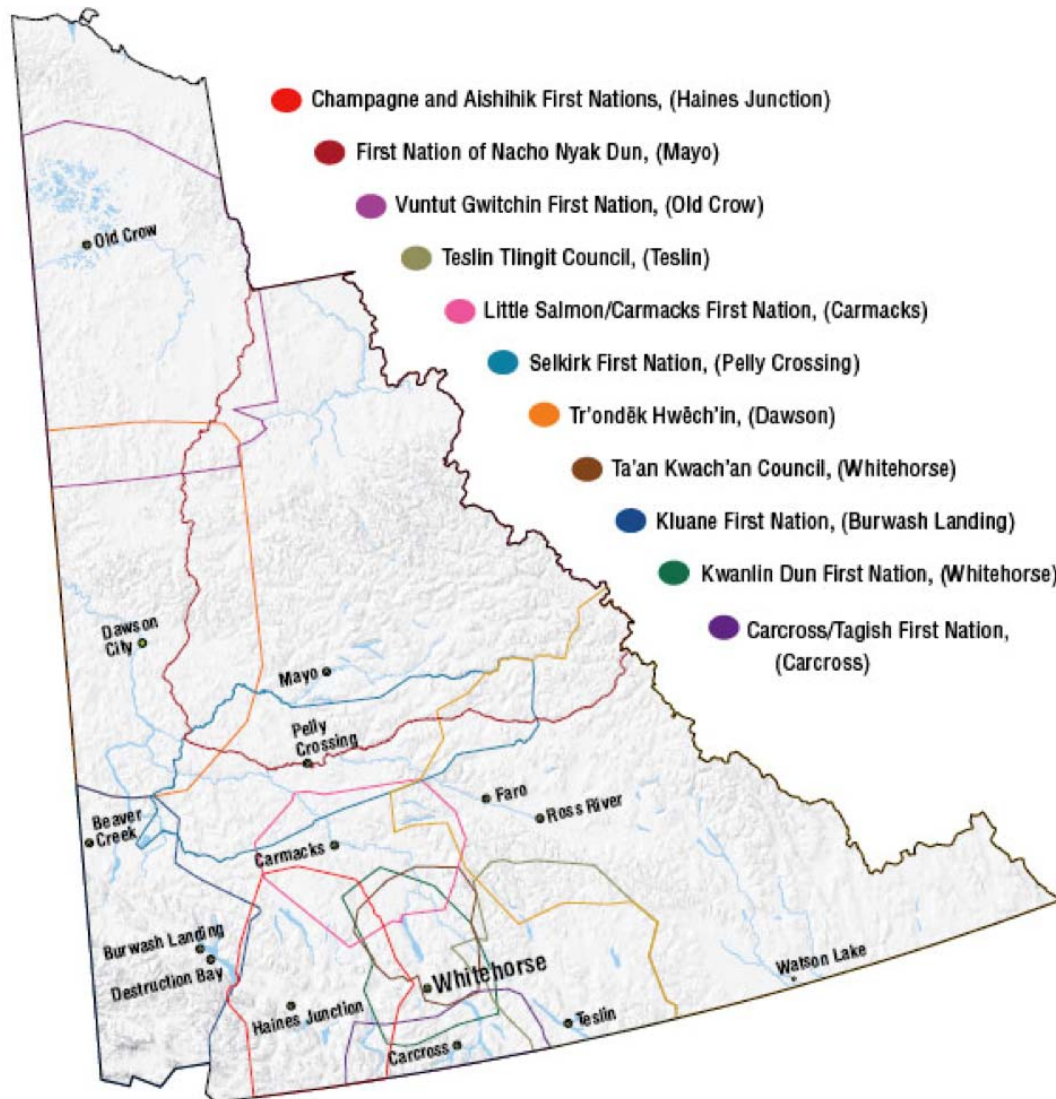 Champagne and Aishihik First Nations, (Haines Junction)
First Nation of Nacho Nyak Dun, (Mayo)
Vuntut Gwitchin First Nation, (Old Crow)
Old Crow
Teslin Tlingit Council, (Teslin)
Little Salmon/Carmacks First Nation, (Carmacks)
Selkirk First Nation, (Pelly Crossing)
Tr'ondëk Hwëch'in, (Dawson)
Ta'an Kwach'an Council, (Whitehorse)
Kluane First Nation, (Burwash Landing)
Kwanlin Dun First Nation, (Whitehorse)
Carcross/Tagish First Nation,
(Carcross)
Dawson
City
Mayo
Pelly
Crossing
Faro
Ross River
Beaver
Creek
Carmacks
Burwash Landing
Destruction Bay
Whitehorse
Watson Lake
Haines Junction
Teslin
Carcross